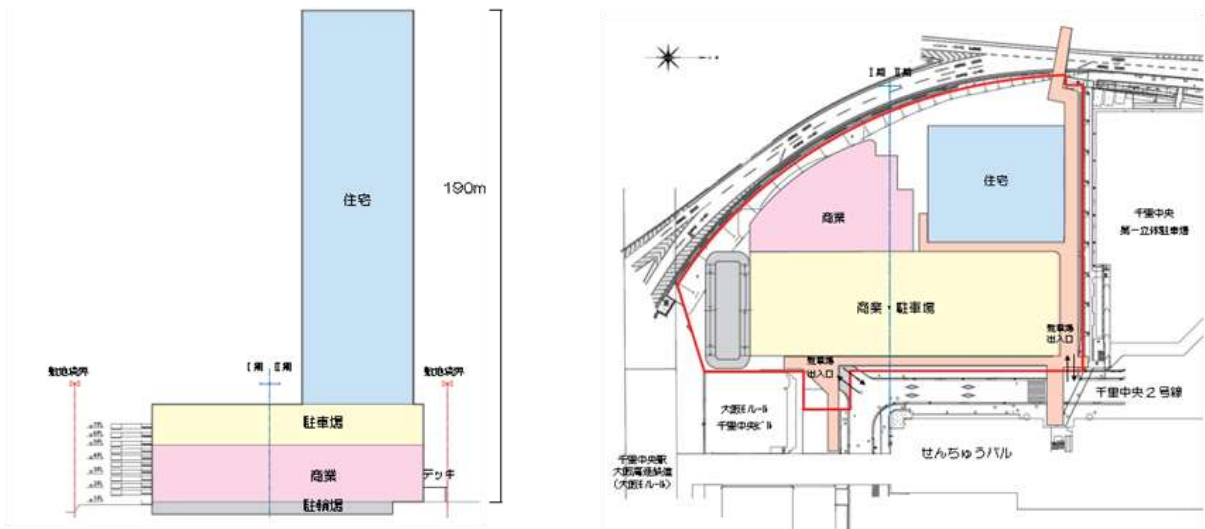 190m
住宅
敷地境界
Ⅰ期 Ⅱ期
敷地境界
駐車場
商業
デッキ
駐輪場
Ⅰ期 Ⅱ期
住宅
商業
千里中央
第一立体駐車場
商業・駐車場
駐車場
出入口
駐車場
出入口
千里中央2号線
大阪モノレール
千里中央ビル
せんちゅうパル
千里中央駅
大阪高速鉄道
(大阪モノレール)